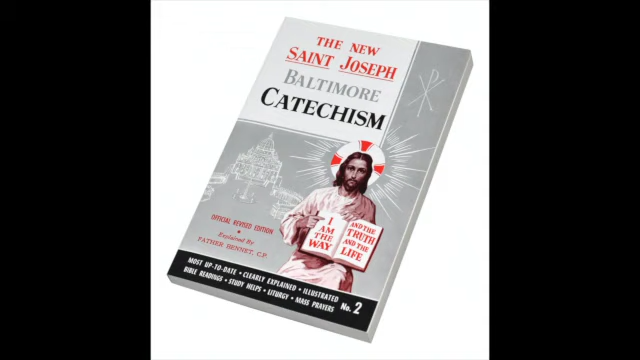 THE NEW
SAINT JOSEPH
BALTIMORE
CATECHISM
I
AM
THE
WAY
AND THE
TRUTH
AND THE
LIFE
OFFICIAL REVISED EDITION
Explained By
FATHER BENNET, C.P.
MOST UP-TO-DATE • CLEARLY EXPLAINED • ILLUSTRATED
BIBLE READINGS • STUDY HELPS • LITURGY • MASS PRAYERS
No. 2